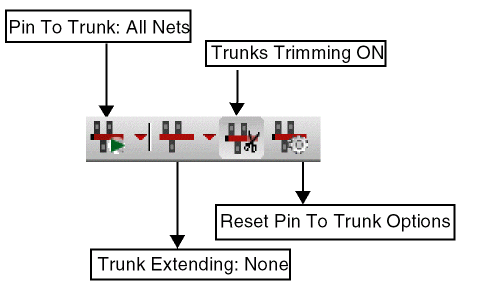 Pin To Trunk: All Nets
Trunks Trimming ON
Reset Pin To Trunk Options
Trunk Extending: None